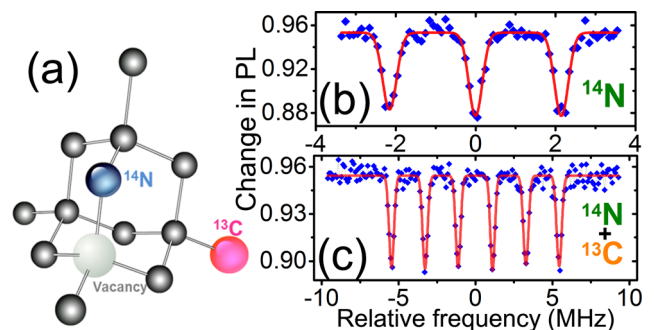 (a)
14N
13C
Vacancy
Change in PL
0.96
0.92
0.88
(b)
14N
-4 -2 0 2 4
0.96
0.93
0.90
(c)
14N
+
13C
-10 -5 0 5 10
Relative frequency (MHz)